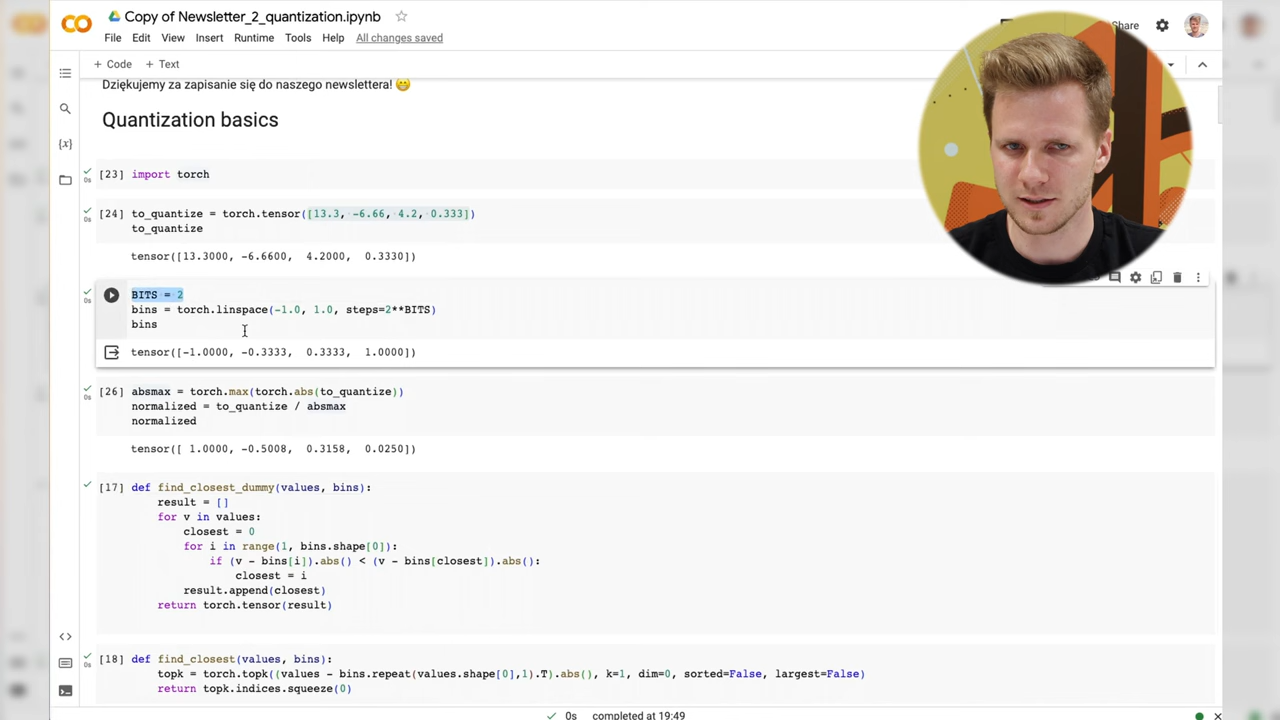 Copy of Newsletter_2_quantization.ipynb
File Edit View Insert Runtime Tools Help All changes saved
Share
+ Code + Text
Dziękujemy za zapisanie się do naszego newslettera! 😁
Quantization basics
[23] import torch
0s
[24] to_quantize = torch.tensor([13.3, -6.66, 4.2, 0.333])
0s
to_quantize
tensor([13.3000, -6.6600, 4.2000, 0.3330])
BITS = 2
0s
bins = torch.linspace(-1.0, 1.0, steps=2**BITS)
bins
tensor([-1.0000, -0.3333, 0.3333, 1.0000])
[26] absmax = torch.max(torch.abs(to_quantize))
0s
normalized = to_quantize / absmax
normalized
tensor([ 1.0000, -0.5008, 0.3158, 0.0250])
[17] def find_closest_dummy(values, bins):
result = []
for v in values:
closest = 0
for i in range(1, bins.shape[0]):
if (v - bins[i]).abs() < (v - bins[closest]).abs():
closest = i
result.append(closest)
return torch.tensor(result)
[18] def find_closest(values, bins):
0s
topk = torch.topk((values - bins.repeat(values.shape[0],1).T).abs(), k=1, dim=0, sorted=False, largest=False)
return topk.indices.squeeze(0)
0s completed at 19:49